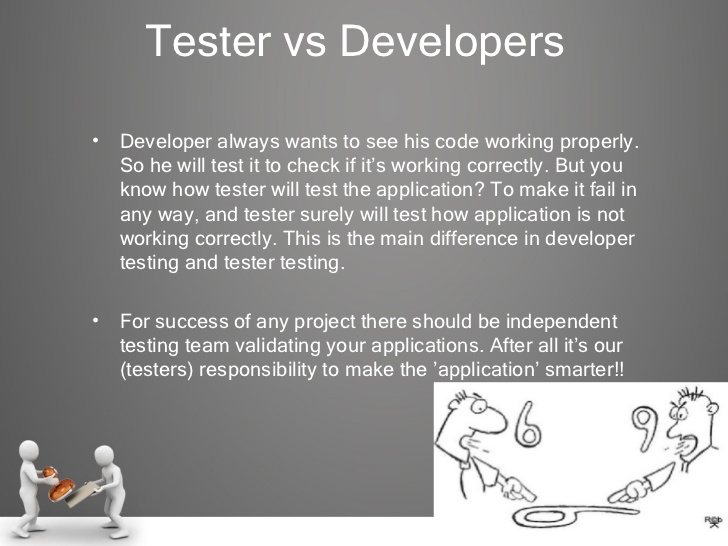 Tester vs Developers
• Developer always wants to see his code working properly.
So he will test it to check if it’s working correctly. But you
know how tester will test the application? To make it fail in
any way, and tester surely will test how application is not
working correctly. This is the main difference in developer
testing and tester testing.
• For success of any project there should be independent
testing team validating your applications. After all it’s our
(testers) responsibility to make the ’application’ smarter!!
6 9